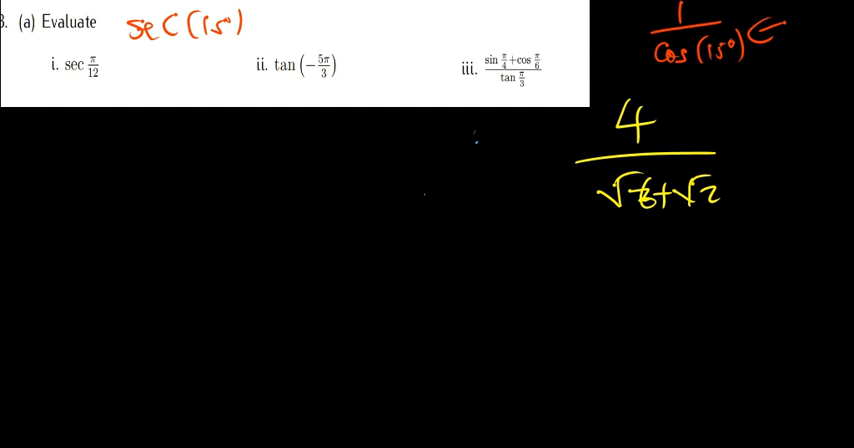 3. (a) Evaluate sec(15°)
i. sec π/12 ii. tan(−5π/3) iii. (sin π/4 + cos π/6)/(tan π/3)
1/cos(15°) ←
4/(√6+√2)